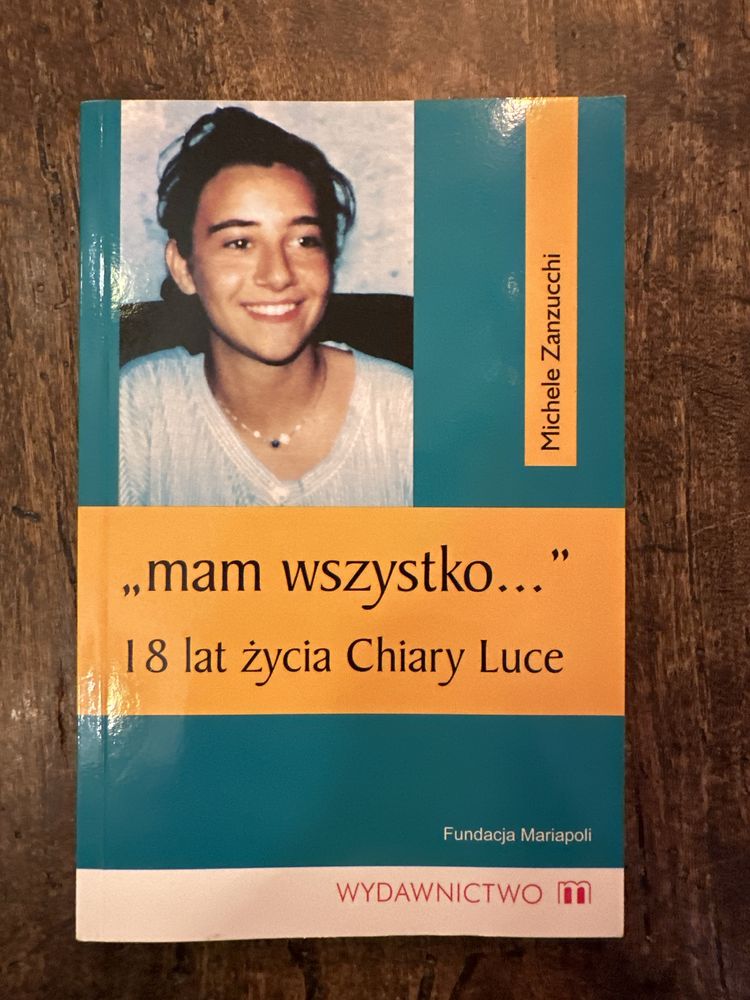 Michele Zanzucchi
„mam wszystko...”
18 lat życia Chiary Luce
Fundacja Mariapoli
WYDAWNICTWO m